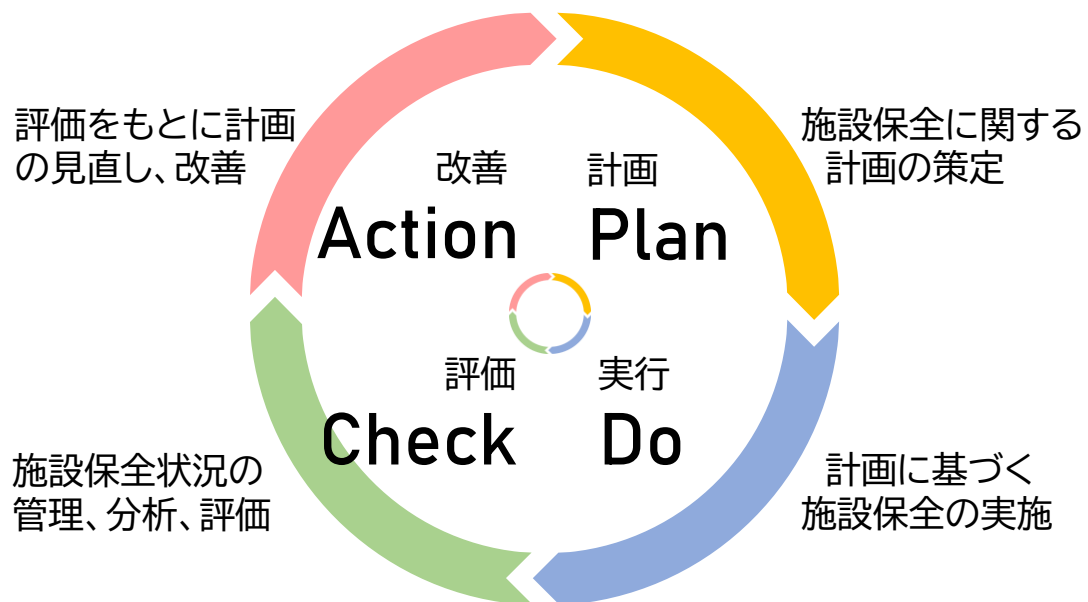 評価をもとに計画
の見直し、改善
施設保全に関する
計画の策定
改善
Action
計画
Plan
評価
Check
実行
Do
施設保全状況の
管理、分析、評価
計画に基づく
施設保全の実施